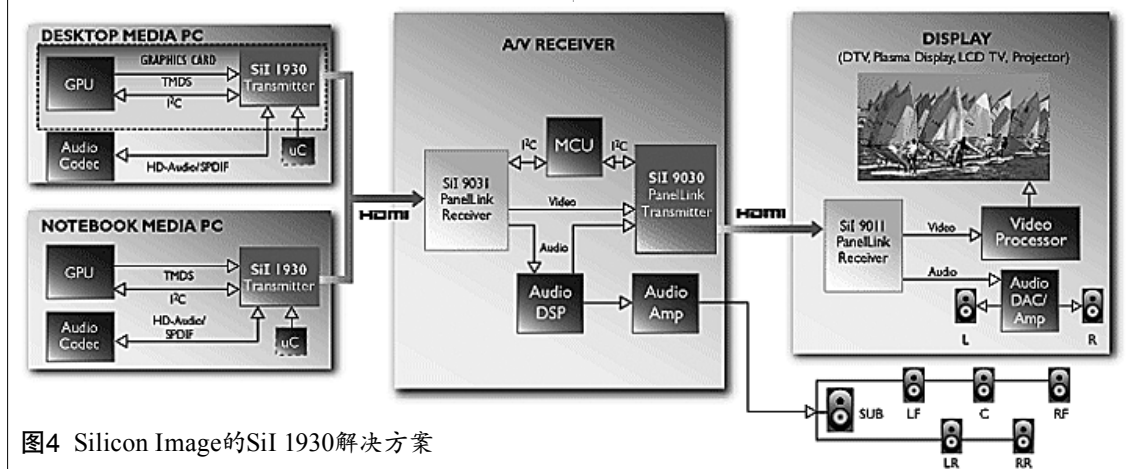 DESKTOP MEDIA PC
GRAPHICS CARD
GPU
TMDS
I²C
SiI 1930
Transmitter
Audio
Codec
HD-Audio/SPDIF
uC
NOTEBOOK MEDIA PC
GPU
TMDS
I²C
SiI 1930
Transmitter
Audio
Codec
HD-Audio/
SPDIF
uC
HDMI
A/V RECEIVER
SiI 9031
PanelLink
Receiver
I²C
MCU
I²C
SiI 9030
PanelLink
Transmitter
Video
Audio
Audio
DSP
Audio
Amp
HDMI
DISPLAY
(DTV, Plasma Display, LCD TV, Projector)
SiI 9011
PanelLink
Receiver
Video
Video
Processor
Audio
Audio
DAC/
Amp
L
R
SUB
LF
C
RF
LR
RR
图4 Silicon Image的SiI 1930解决方案